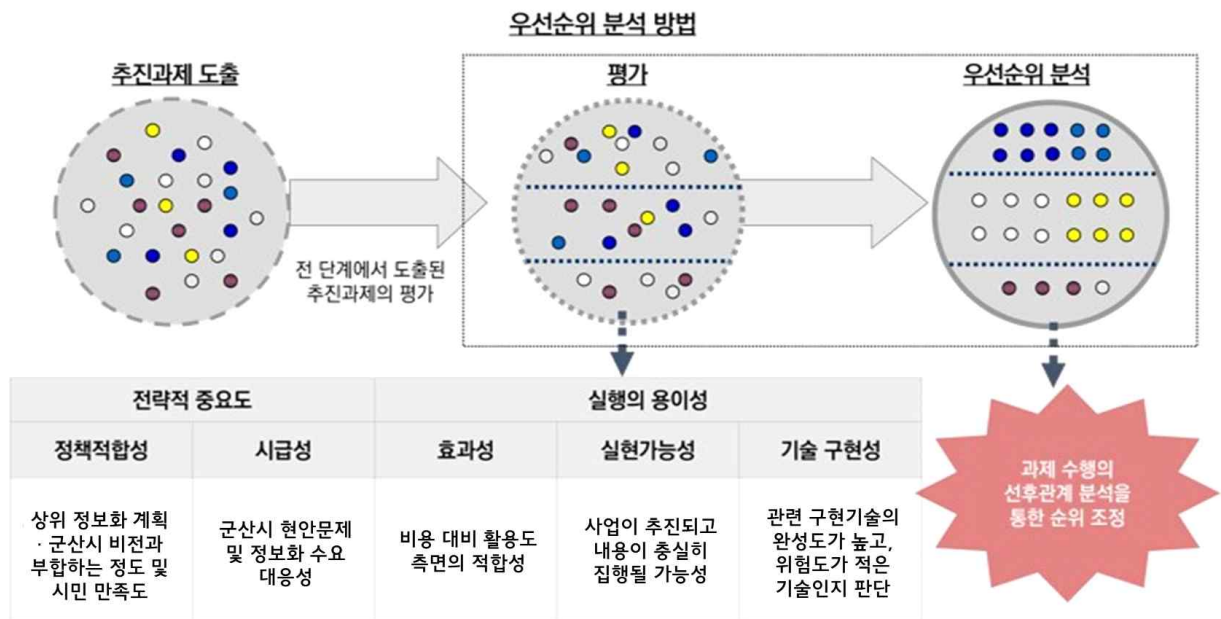 우선순위 분석 방법
추진과제 도출
평가
우선순위 분석
전 단계에서 도출된
추진과제의 평가
전략적 중요도
실행의 용이성
정책적합성
시급성
효과성
실현가능성
기술 구현성
상위 정보화 계획
· 군산시 비전과
부합하는 정도 및
시민 만족도
군산시 현안문제
및 정보화 수요
대응성
비용 대비 활용도
측면의 적합성
사업이 추진되고
내용이 충실히
집행될 가능성
관련 구현기술의
완성도가 높고,
위험도가 적은
기술인지 판단
과제 수행의
선후관계 분석을
통한 순위 조정